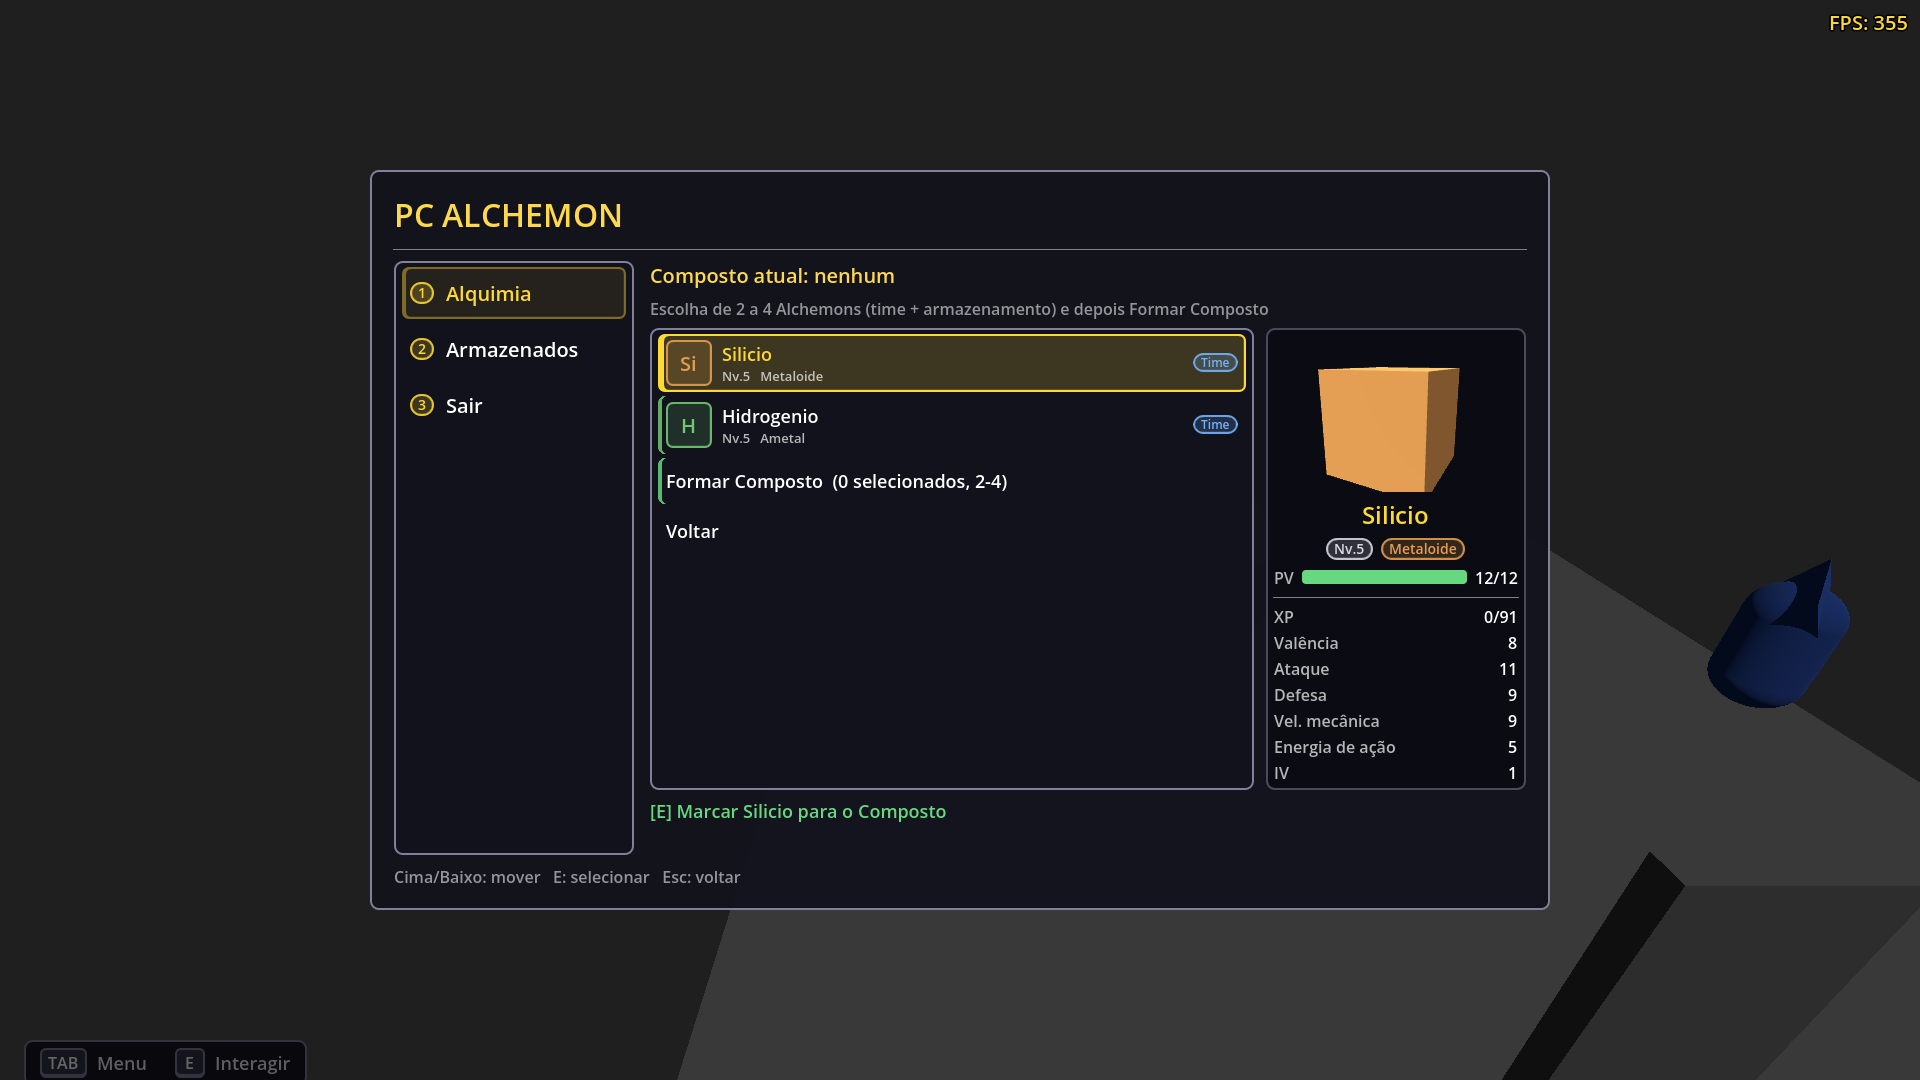 FPS: 355
PC ALCHEMON
1 Alquimia
2 Armazenados
3 Sair
Composto atual: nenhum
Escolha de 2 a 4 Alchemons (time + armazenamento) e depois Formar Composto
Si
Silicio
Nv.5 Metaloide
Time
H
Hidrogenio
Nv.5 Ametal
Time
Formar Composto (0 selecionados, 2-4)
Voltar
Silicio
Nv.5 Metaloide
PV 12/12
XP 0/91
Valência 8
Ataque 11
Defesa 9
Vel. mecânica 9
Energia de ação 5
IV 1
[E] Marcar Silicio para o Composto
Cima/Baixo: mover E: selecionar Esc: voltar
TAB Menu E Interagir